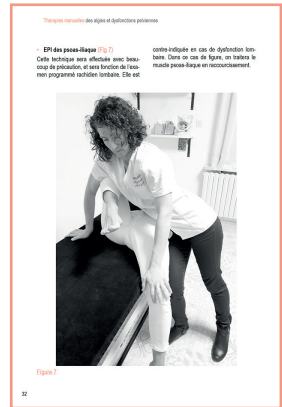 Thérapies manuelles des algies et dysfonctions pelviennes
• EPI des psoas-iliaque (Fig 7)
Cette technique sera effectuée avec beau-
coup de précaution, et sera fonction de l'exa-
men programmé rachidien lombaire. Elle est
contre-indiquée en cas de dysfonction lom-
baire. Dans ce cas de figure, on traitera le
muscle psoas-iliaque en raccourcissement.
Figure 7
32